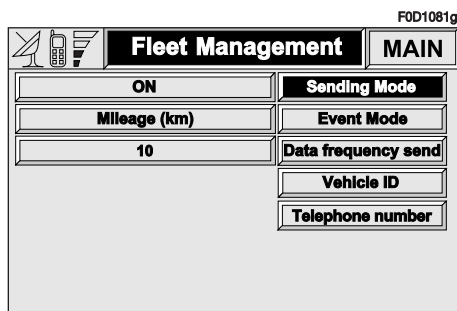 F0D1081g
Fleet Management MAIN
ON Sending Mode
Mileage (km) Event Mode
10 Data frequency send
Vehicle ID
Telephone number